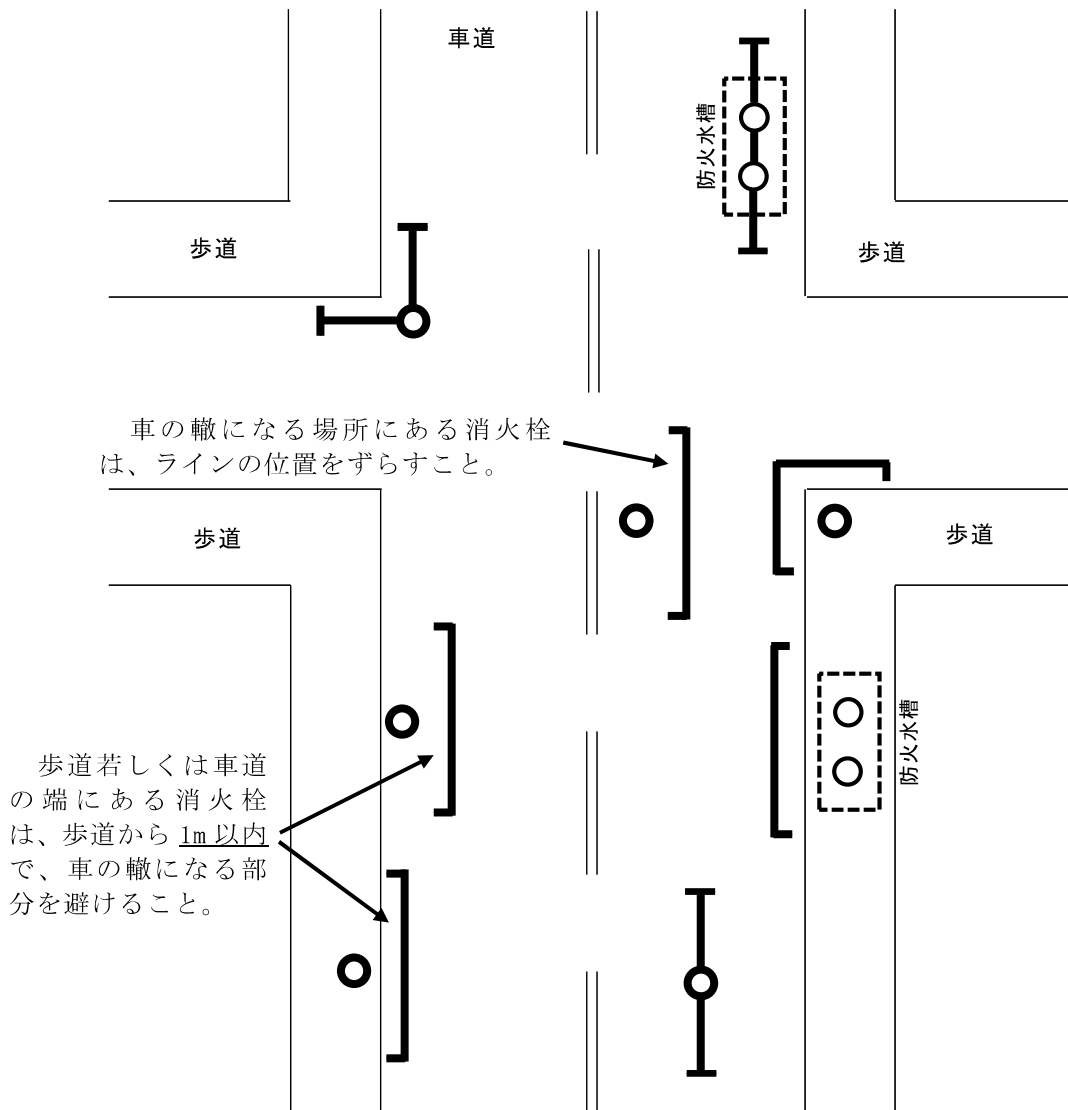 車道
防火水槽
歩道
歩道
車の轍になる場所にある消火栓
は、ラインの位置をずらすこと。
歩道
歩道
防火水槽
歩道若しくは車道
の端にある消火栓
は、歩道から 1m 以内
で、車の轍になる部
分を避けること。